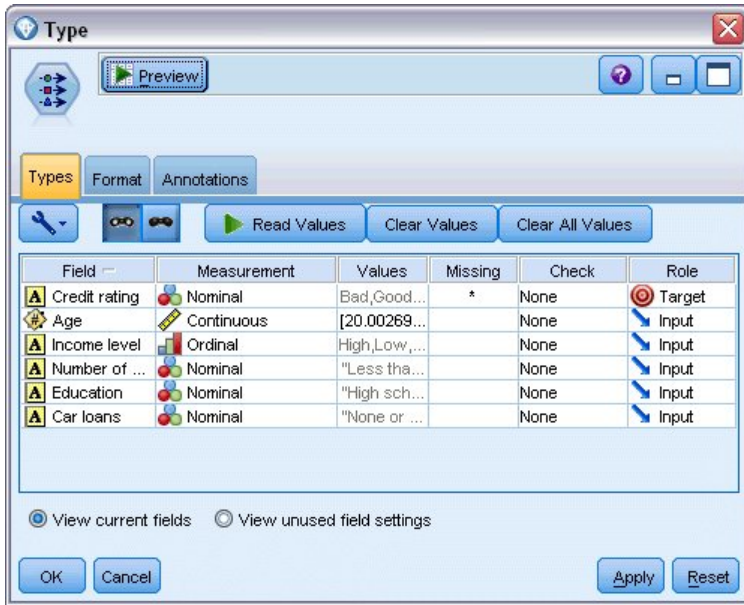 Type
Preview
Types Format Annotations
Read Values Clear Values Clear All Values
Field Measurement Values Missing Check Role
A Credit rating Nominal Bad,Good... * None Target
# Age Continuous [20.00269... None Input
A Income level Ordinal High,Low,... None Input
A Number of ... Nominal "Less tha... None Input
A Education Nominal "High sch... None Input
A Car loans Nominal "None or ... None Input
View current fields View unused field settings
OK Cancel Apply Reset